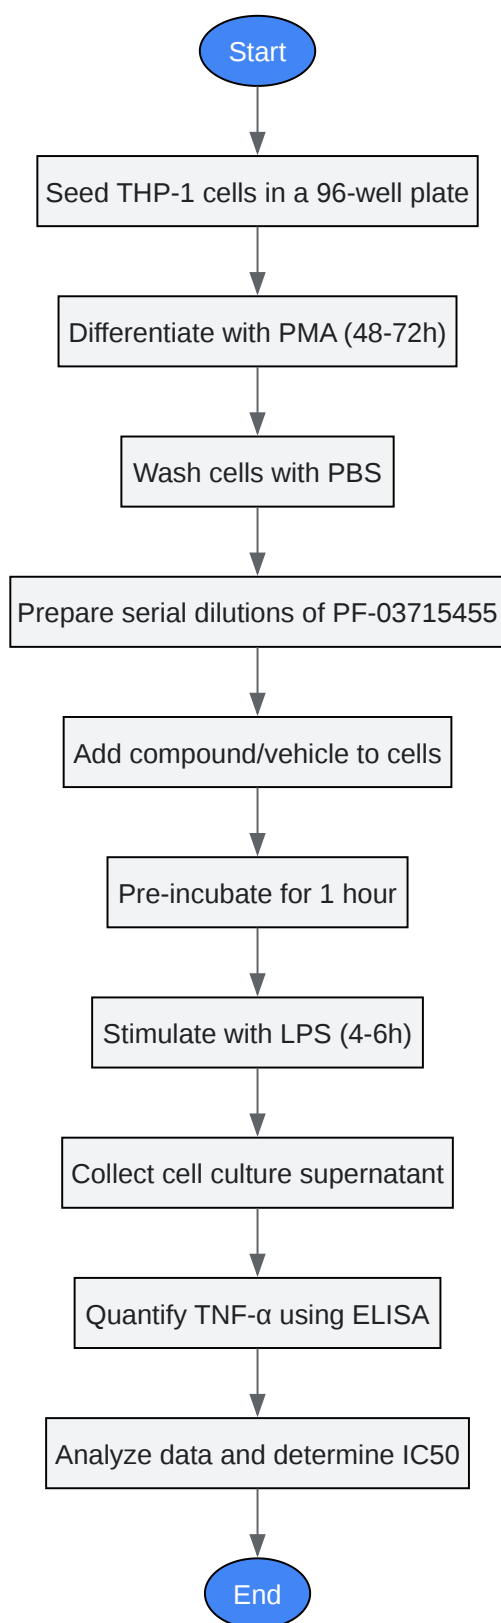 Start
Seed THP-1 cells in a 96-well plate
Differentiate with PMA (48-72h)
Wash cells with PBS
Prepare serial dilutions of PF-03715455
Add compound/vehicle to cells
Pre-incubate for 1 hour
Stimulate with LPS (4-6h)
Collect cell culture supernatant
Quantify TNF-α using ELISA
Analyze data and determine IC50
End